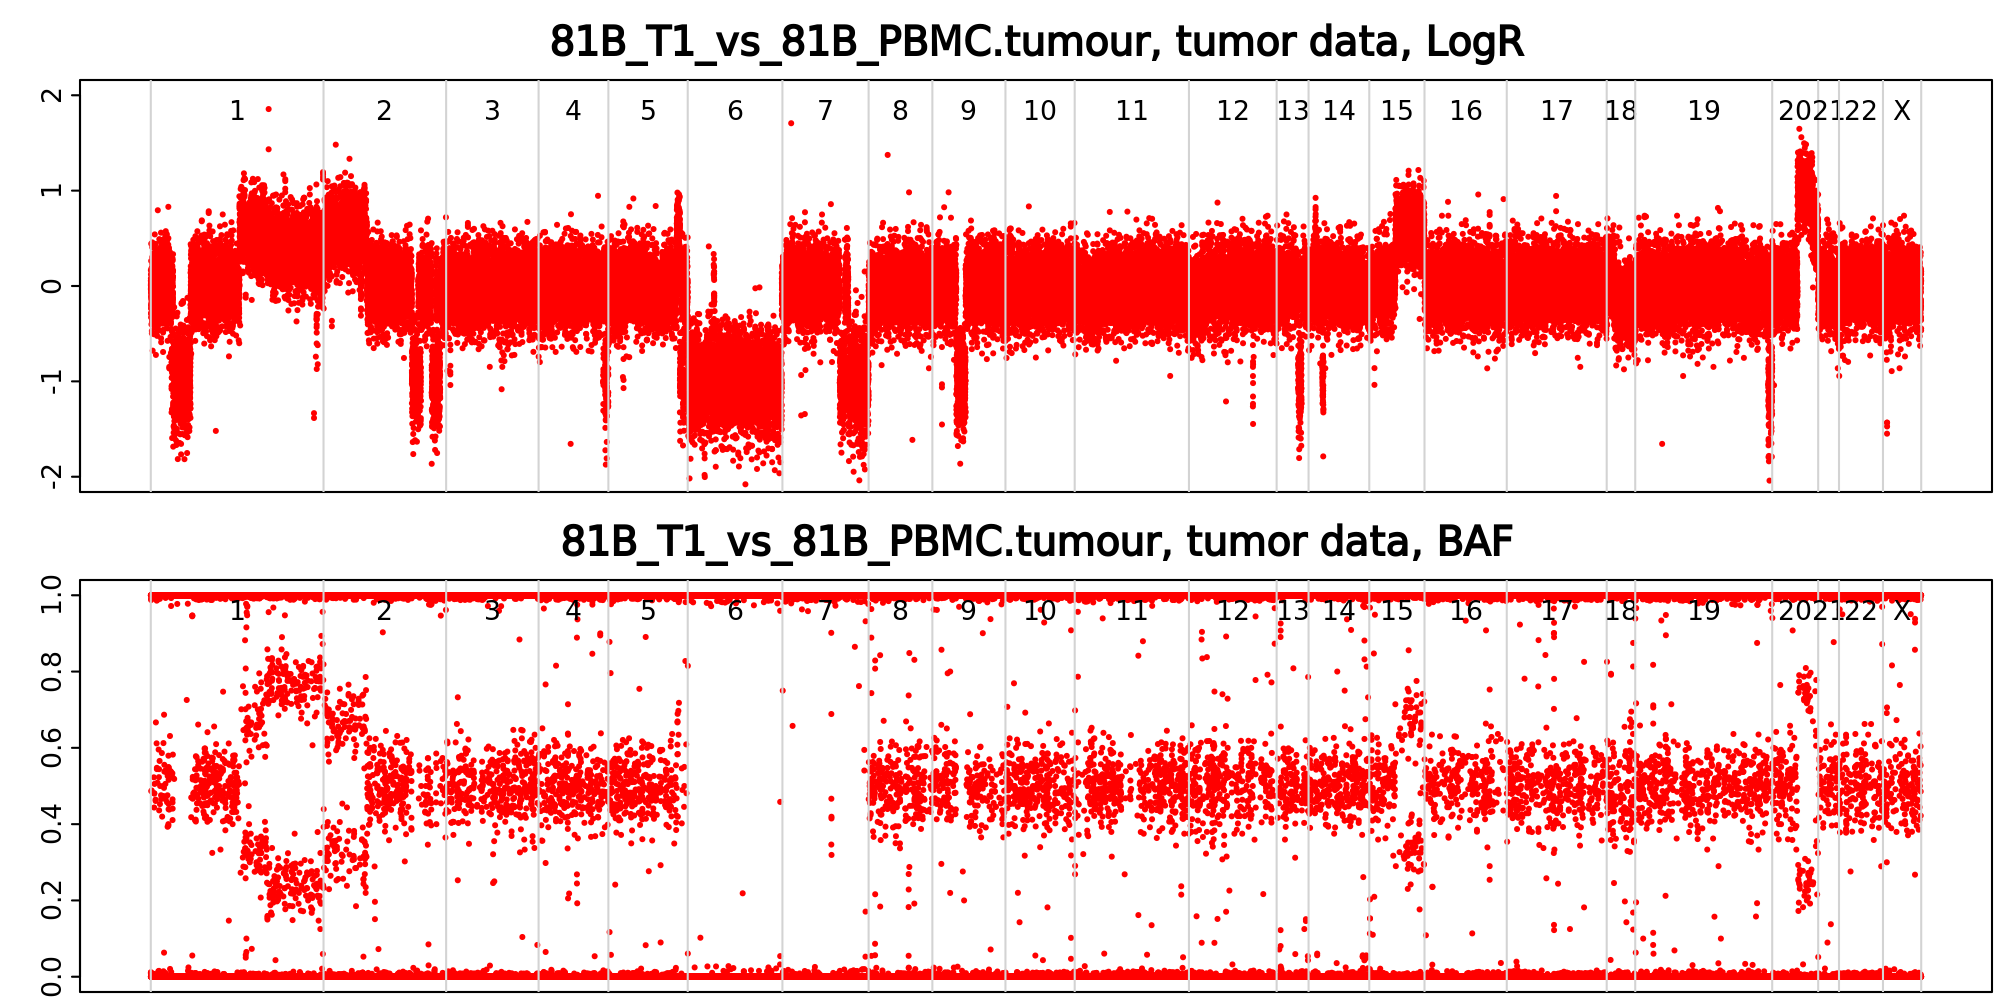 81B_T1_vs_81B_PBMC.tumour, tumor data, LogR
2
1
0
-1
-2
1 2 3 4 5 6 7 8 9 10 11 12 13 14 15 16 17 18 19 20 21 22 X
81B_T1_vs_81B_PBMC.tumour, tumor data, BAF
1.0
0.8
0.6
0.4
0.2
0.0
1 2 3 4 5 6 7 8 9 10 11 12 13 14 15 16 17 18 19 20 21 22 X